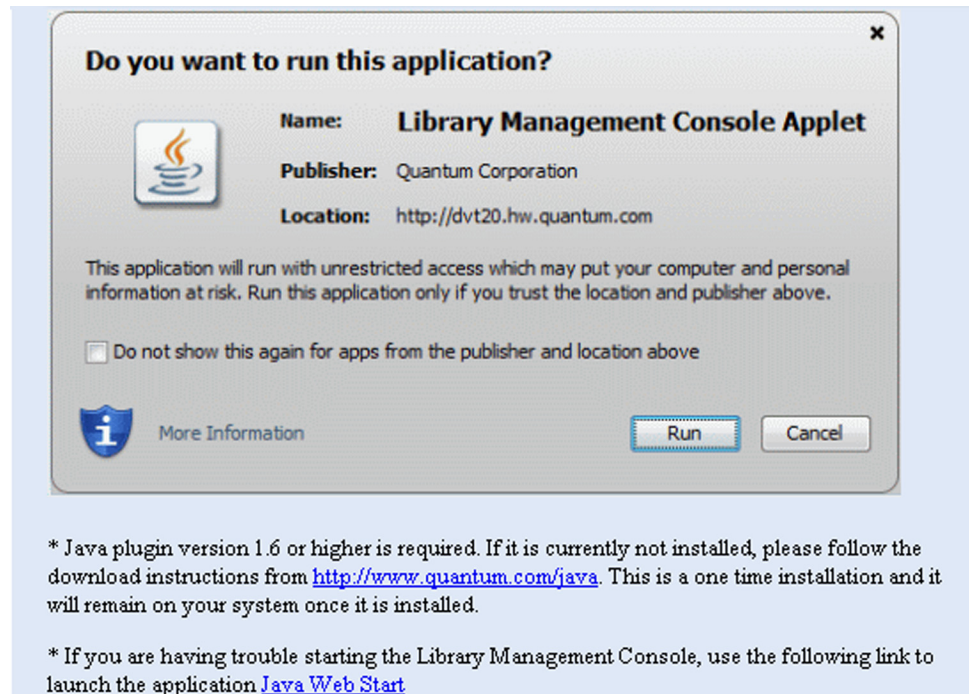 Do you want to run this application?
Name: Library Management Console Applet
Publisher: Quantum Corporation
Location: http://dvt20.hw.quantum.com
This application will run with unrestricted access which may put your computer and personal
information at risk. Run this application only if you trust the location and publisher above.
Do not show this again for apps from the publisher and location above
More Information Run Cancel
* Java plugin version 1.6 or higher is required. If it is currently not installed, please follow the
download instructions from http://www.quantum.com/java. This is a one time installation and it
will remain on your system once it is installed.
* If you are having trouble starting the Library Management Console, use the following link to
launch the application Java Web Start